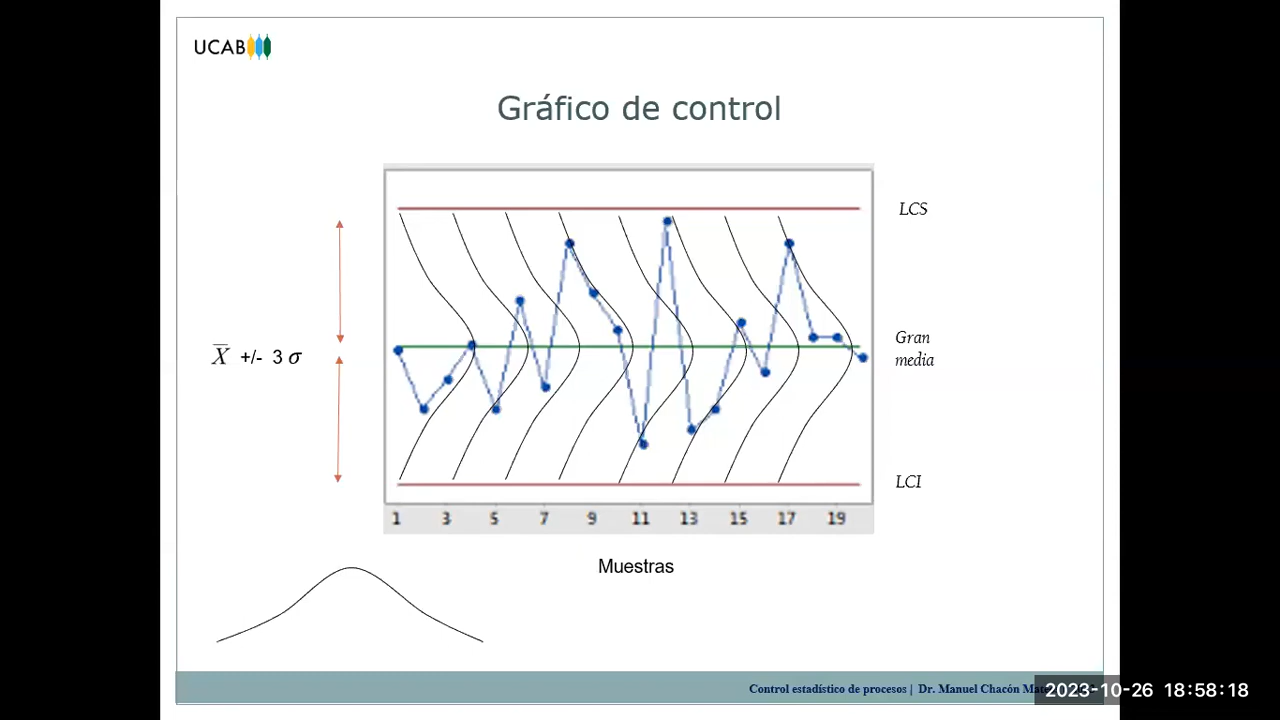 UCAB
Gráfico de control
LCS
X̅ +/- 3 σ
Gran
media
LCI
1 3 5 7 9 11 13 15 17 19
Muestras
Control estadístico de procesos | Dr. Manuel Chacón
2023-10-26 18:58:18